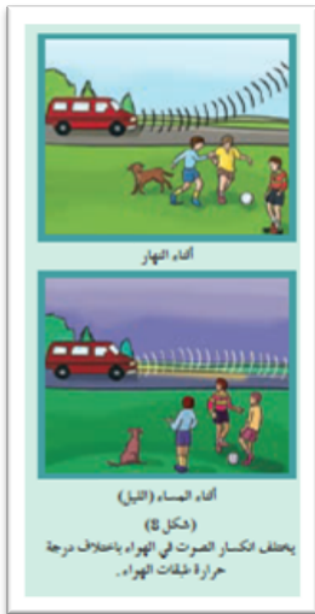 أثناء النهار
أثناء المساء (الليل)
(شكل 8)
يختلف انكسار الصوت في الهواء باختلاف درجة
حرارة طبقات الهواء.